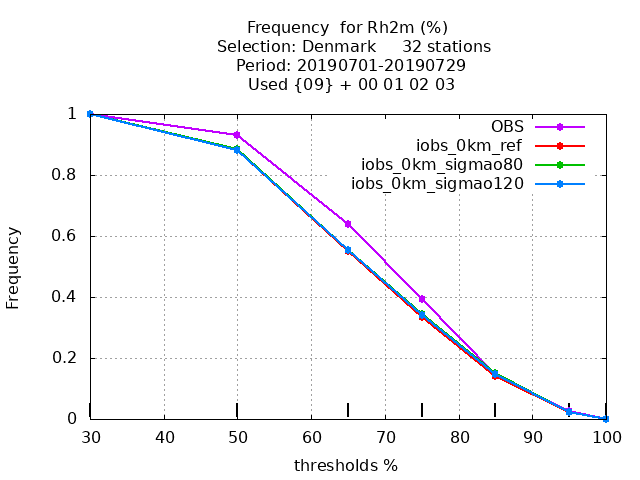 Frequency  for Rh2m (%)
Selection: Denmark     32 stations
Period: 20190701-20190729
Used {09} + 00 01 02 03
OBS
iobs_0km_ref
iobs_0km_sigmao80
iobs_0km_sigmao120
Frequency
1
0.8
0.6
0.4
0.2
0
30 40 50 60 70 80 90 100
thresholds %